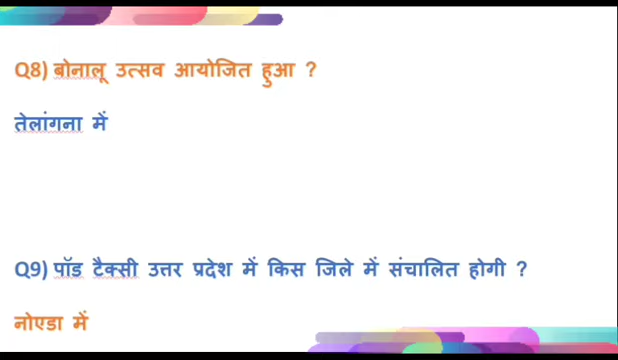 Q8) बोनालू उत्सव आयोजित हुआ ?
तेलांगना में
Q9) पॉड टैक्सी उत्तर प्रदेश में किस जिले में संचालित होगी ?
नोएडा में